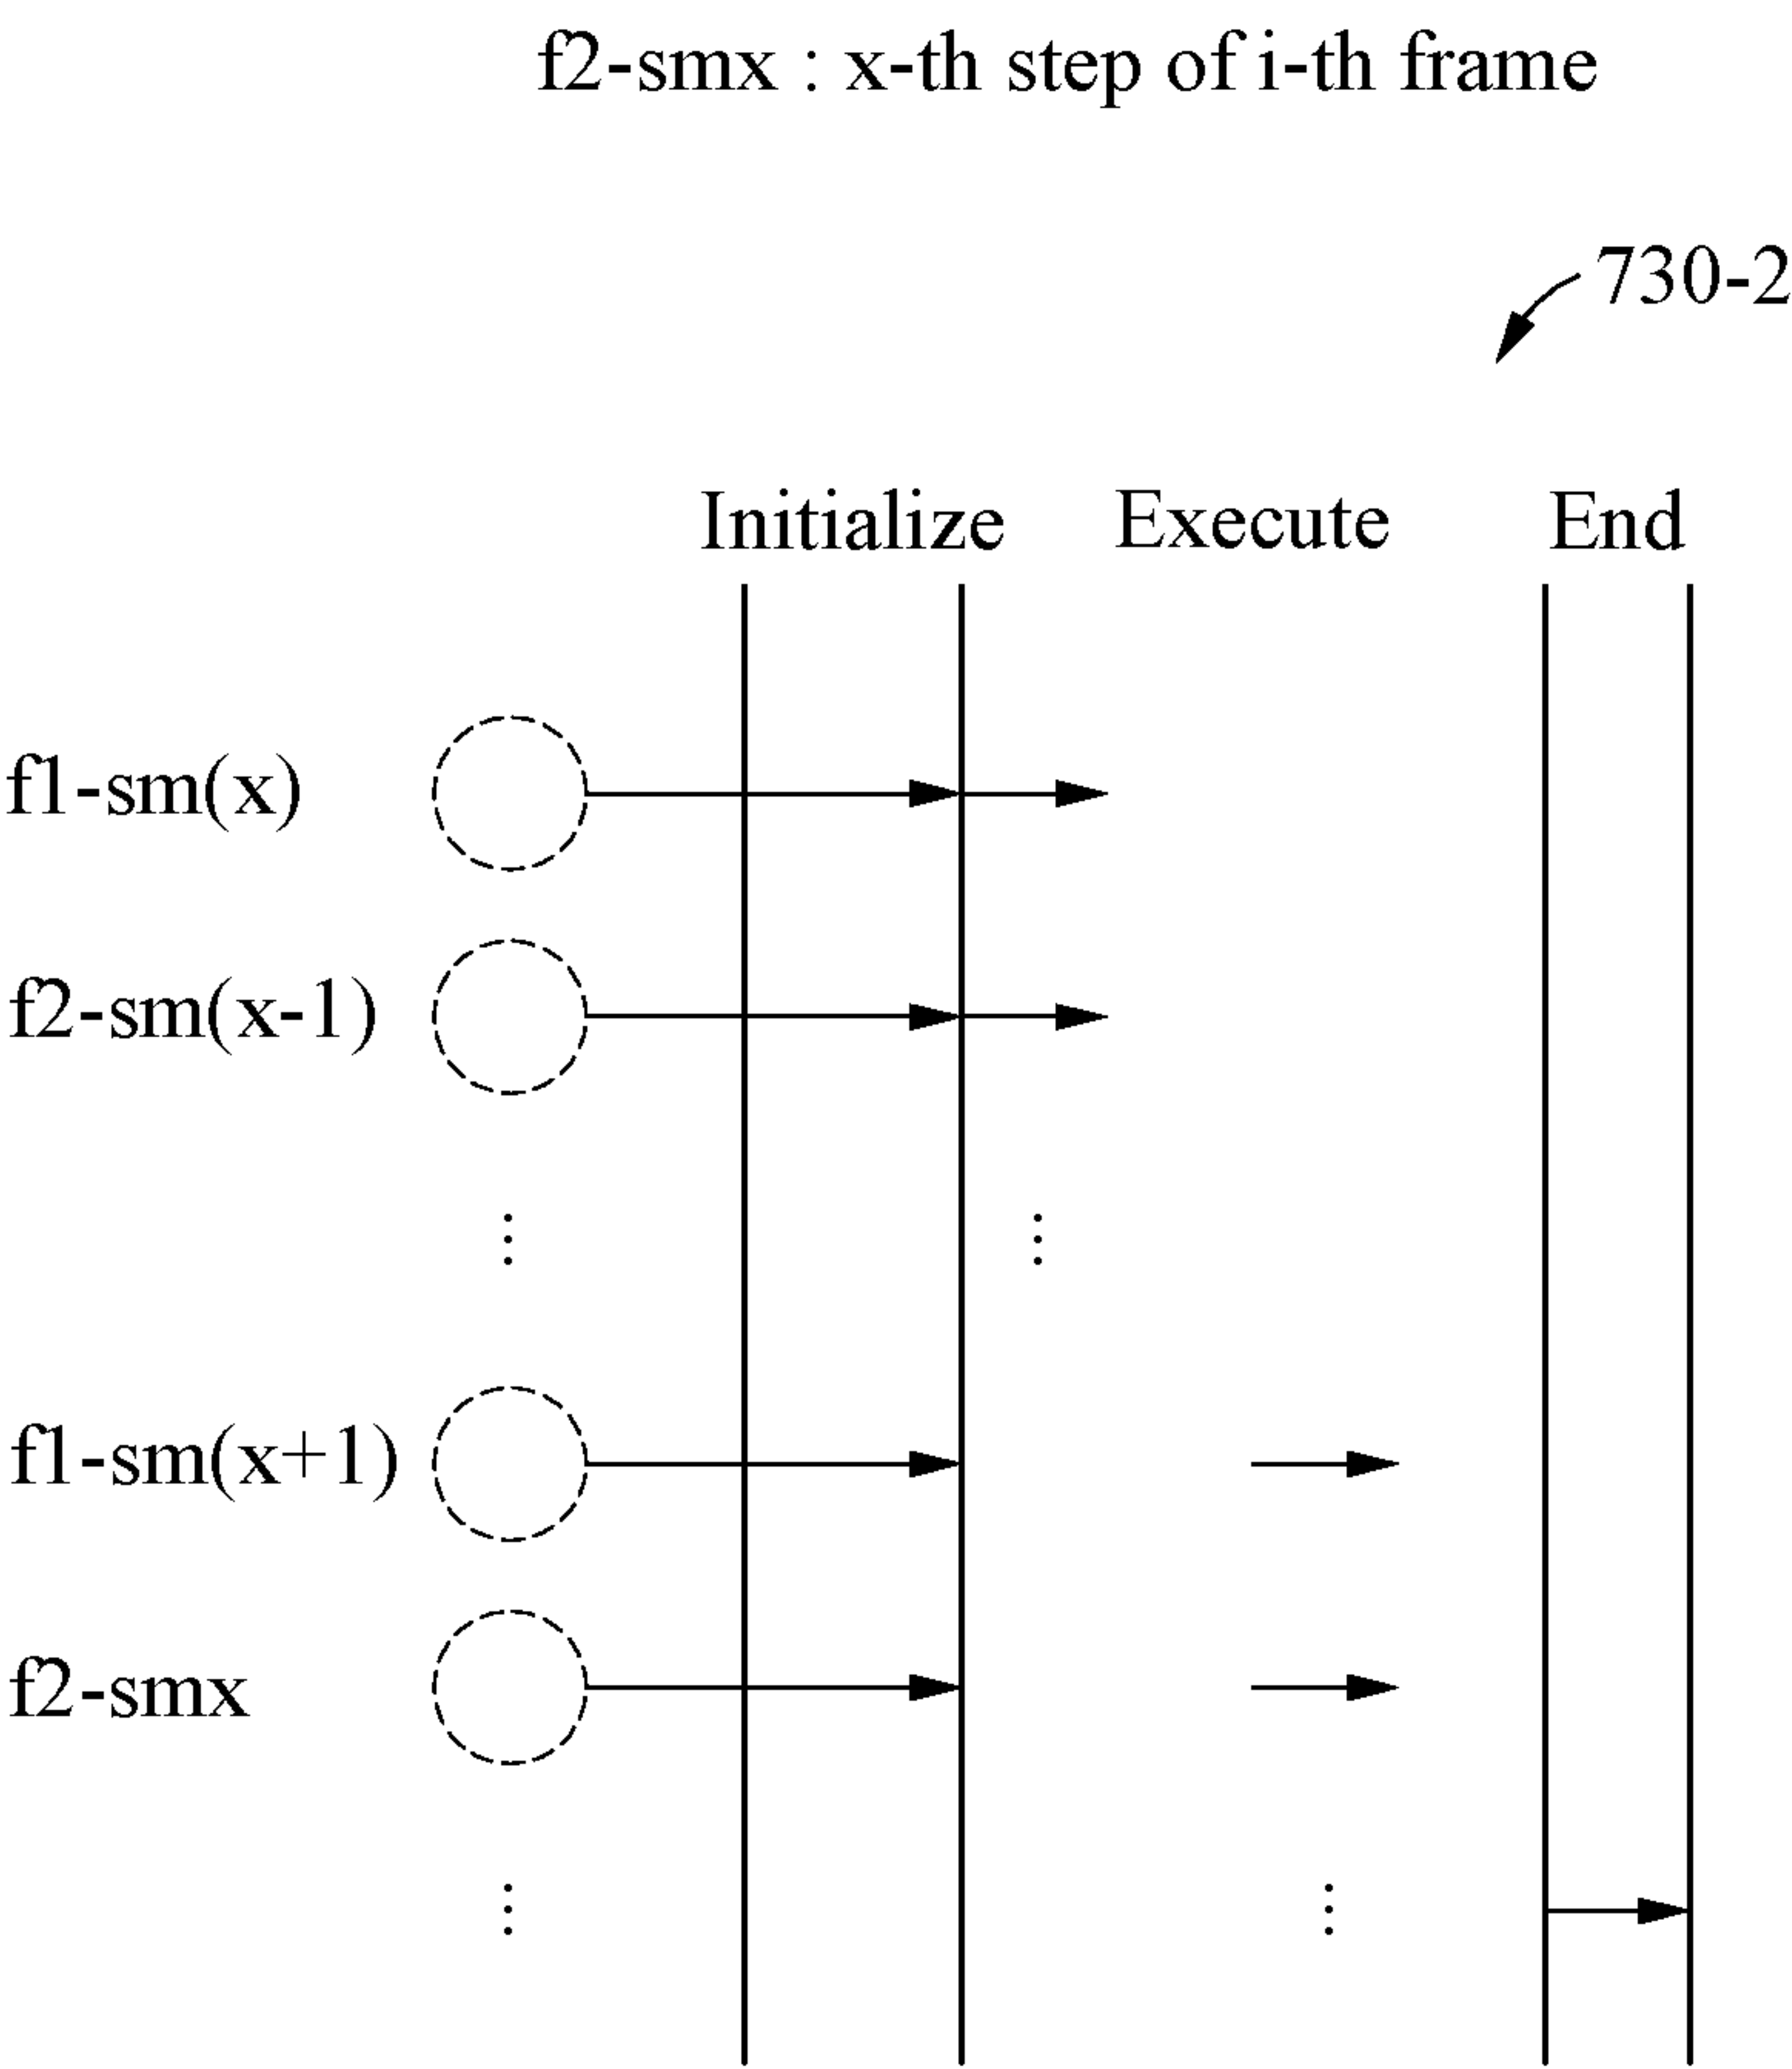 f2-smx : x-th step of i-th frame
730-2
Initialize Execute End
f1-sm(x)
f2-sm(x-1)
f1-sm(x+1)
f2-smx